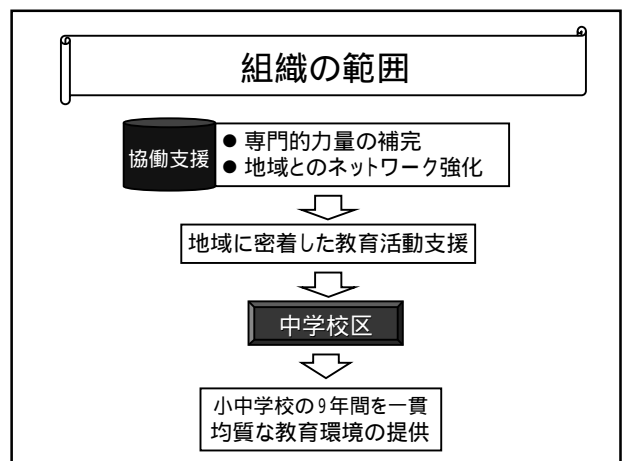 組織の範囲
協働支援
● 専門的力量の補完
● 地域とのネットワーク強化
地域に密着した教育活動支援
中学校区
小中学校の9年間を一貫
均質な教育環境の提供